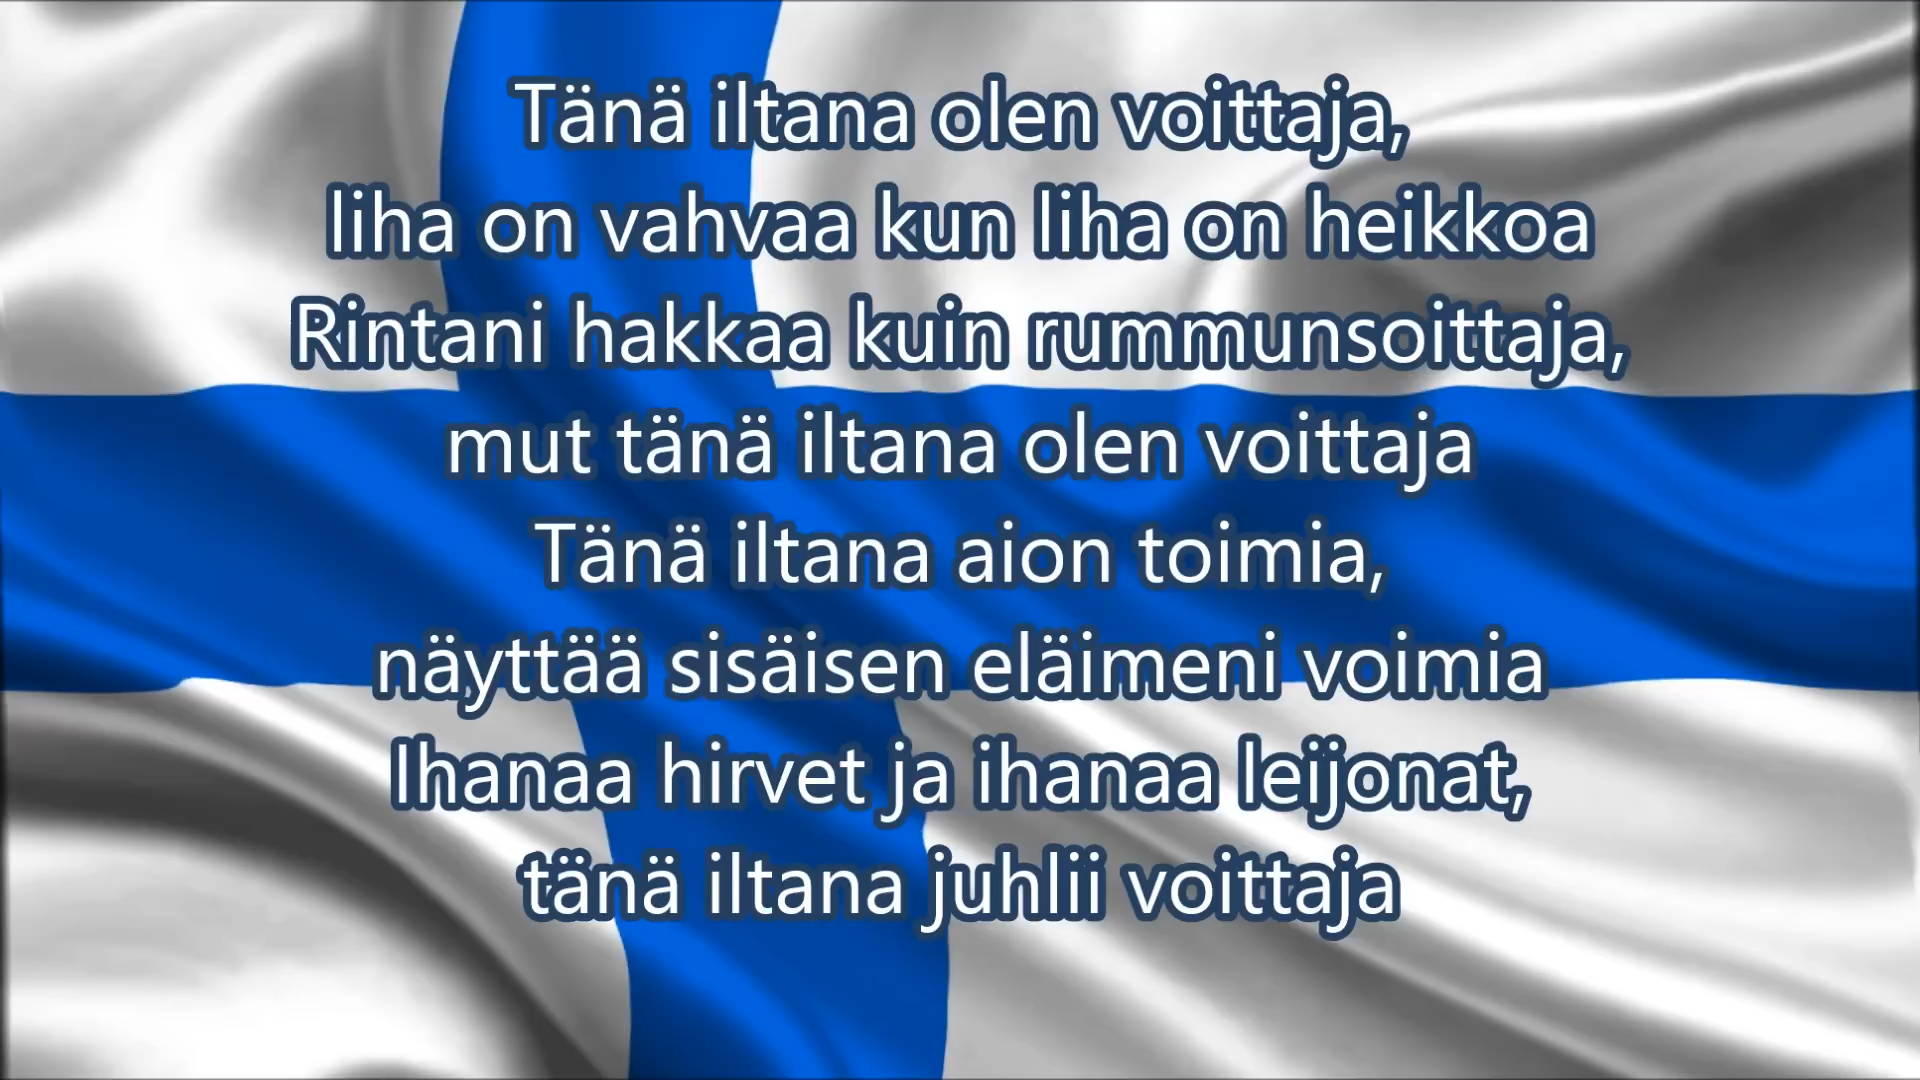 Tänä iltana olen voittaja,
liha on vahvaa kun liha on heikkoa
Rintani hakkaa kuin rummunsoittaja,
mut tänä iltana olen voittaja
Tänä iltana aion toimia,
näyttää sisäisen eläimeni voimia
Ihanaa hirvet ja ihanaa leijonat,
tänä iltana juhlii voittaja